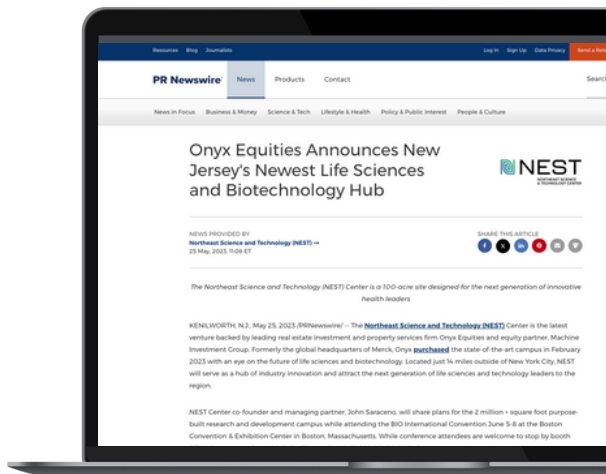 Resources Blog Journalists Log In Sign Up Data Privacy Send a Rele
PR Newswire News Products Contact Search
News in Focus Business & Money Science & Tech Lifestyle & Health Policy & Public Interest People & Culture
Onyx Equities Announces New
Jersey's Newest Life Sciences
and Biotechnology Hub
NEST
NORTHEAST SCIENCE
& TECHNOLOGY CENTER
NEWS PROVIDED BY
Northeast Science and Technology (NEST) →
25 May, 2023, 11:08 ET
SHARE THIS ARTICLE
The Northeast Science and Technology (NEST) Center is a 100-acre site designed for the next generation of innovative
health leaders
KENILWORTH, N.J., May 25, 2023 /PRNewswire/ -- The Northeast Science and Technology (NEST) Center is the latest
venture backed by leading real estate investment and property services firm Onyx Equities and equity partner, Machine
Investment Group. Formerly the global headquarters of Merck, Onyx purchased the state-of-the-art campus in February
2023 with an eye on the future of life sciences and biotechnology. Located just 14 miles outside of New York City, NEST
will serve as a hub of industry innovation and attract the next generation of life sciences and technology leaders to the
region.
NEST Center co-founder and managing partner, John Saraceno, will share plans for the 2 million + square foot purpose-
built research and development campus while attending the BIO International Convention June 5-8 at the Boston
Convention & Exhibition Center in Boston, Massachusetts. While conference attendees are welcome to stop by booth